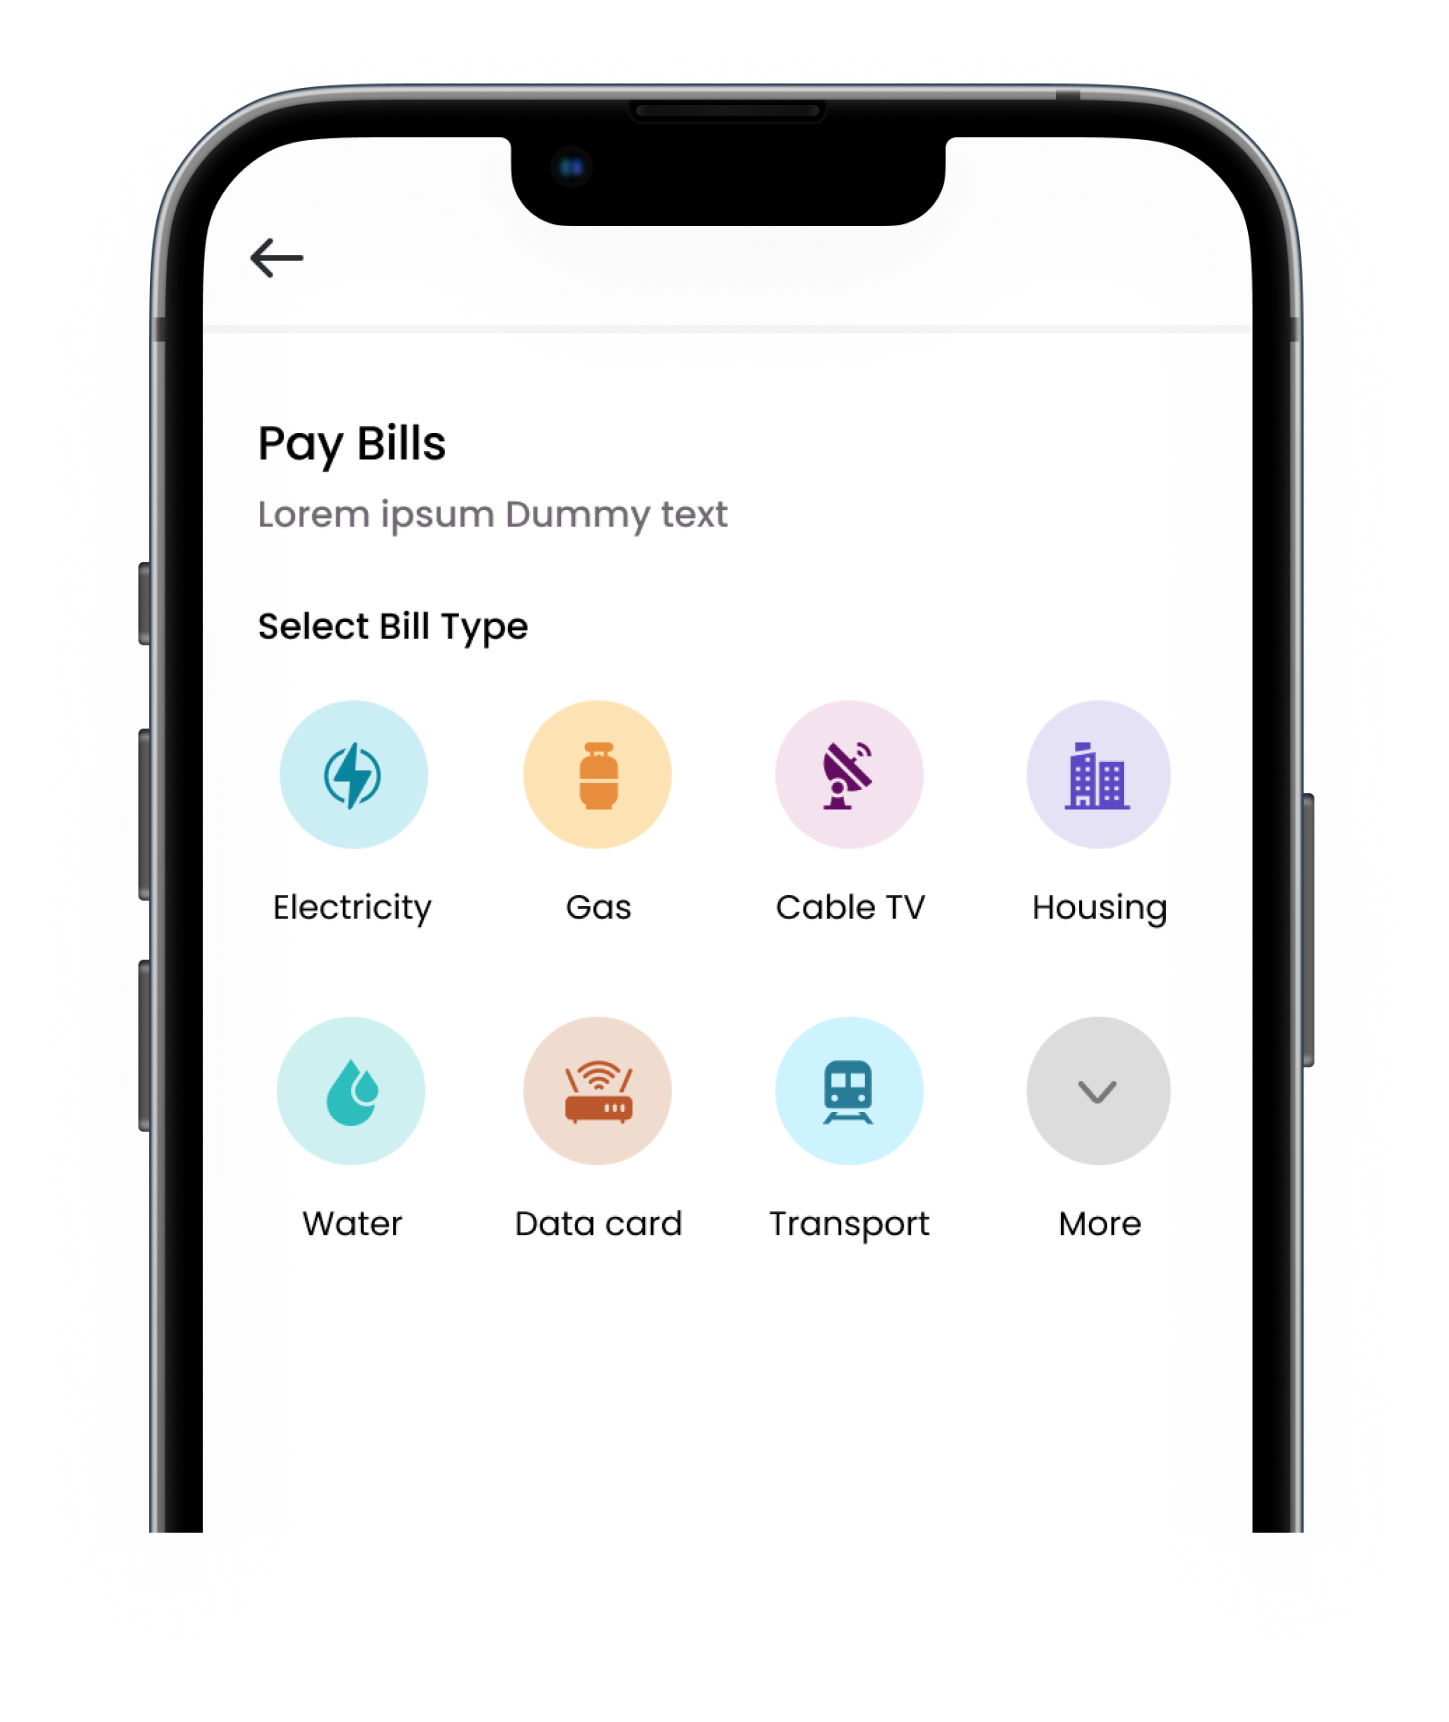 Pay Bills
Lorem ipsum Dummy text
Select Bill Type
Electricity Gas Cable TV Housing
Water Data card Transport More